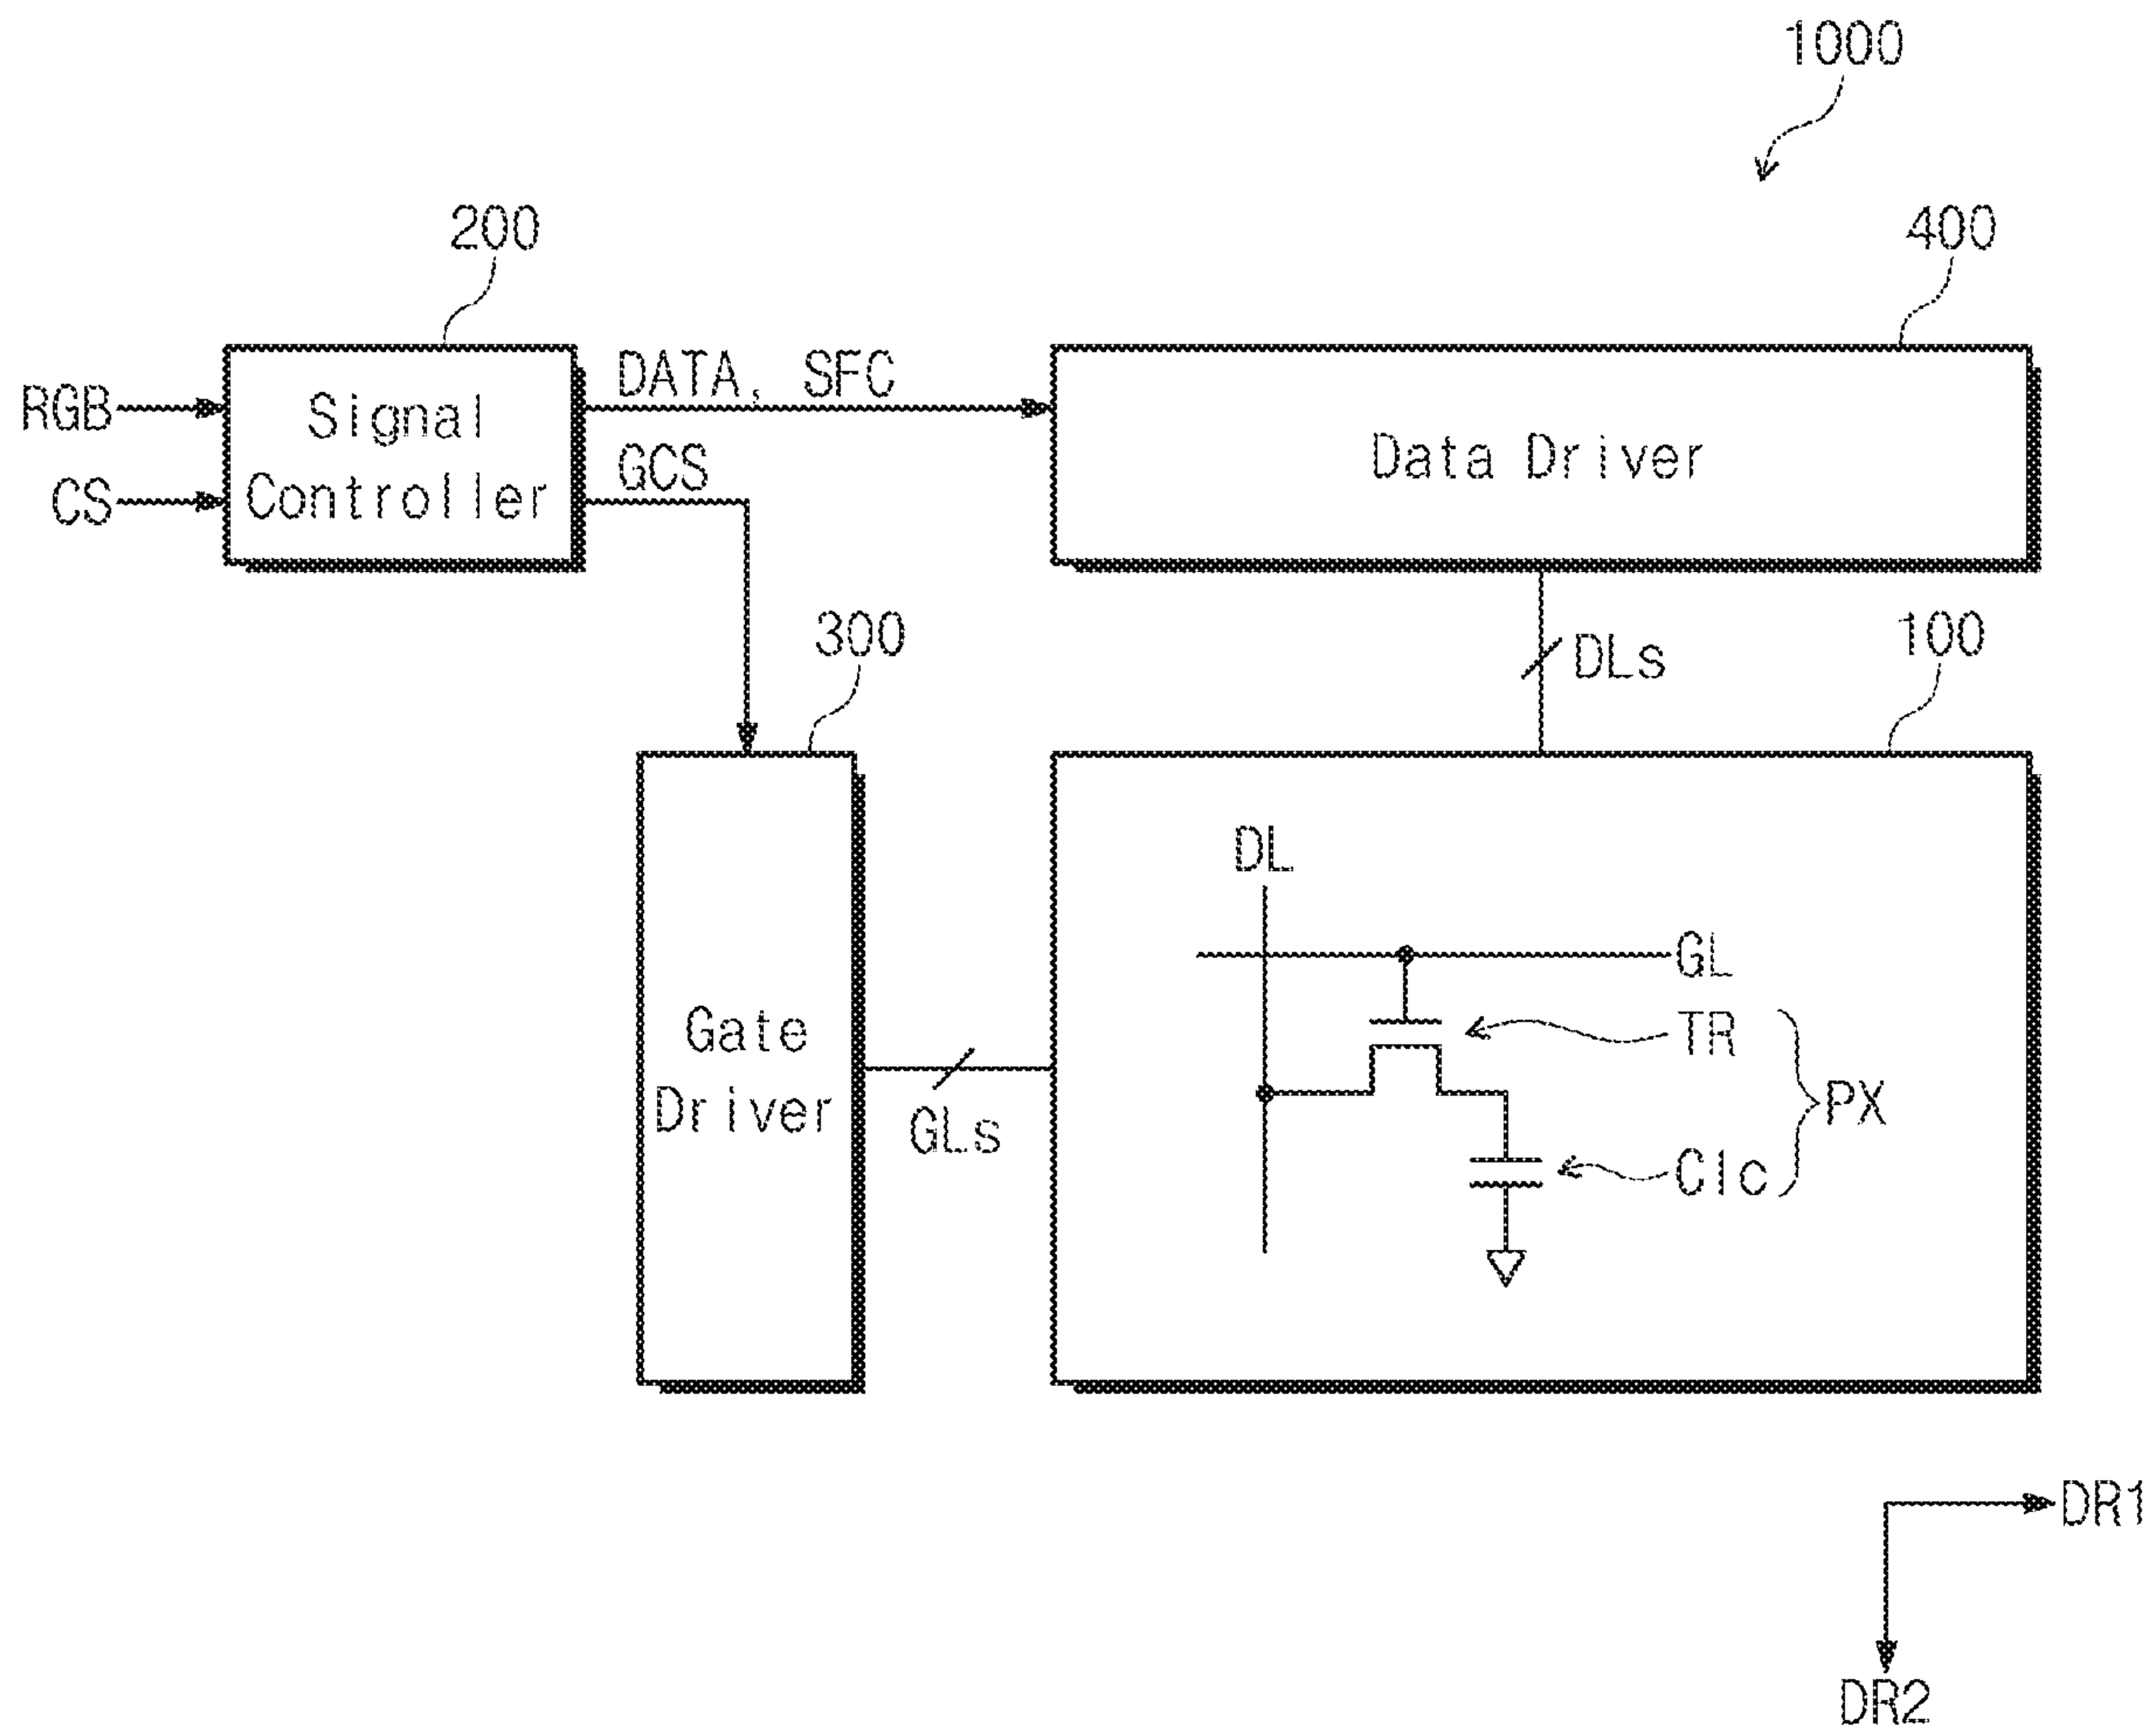 1000
200
400
RGB
CS
Signal
Controller
DATA, SFC
GCS
Data Driver
300
DLs
100
Gate
Driver
GLs
DL
GL
TR
Clc
PX
DR1
DR2